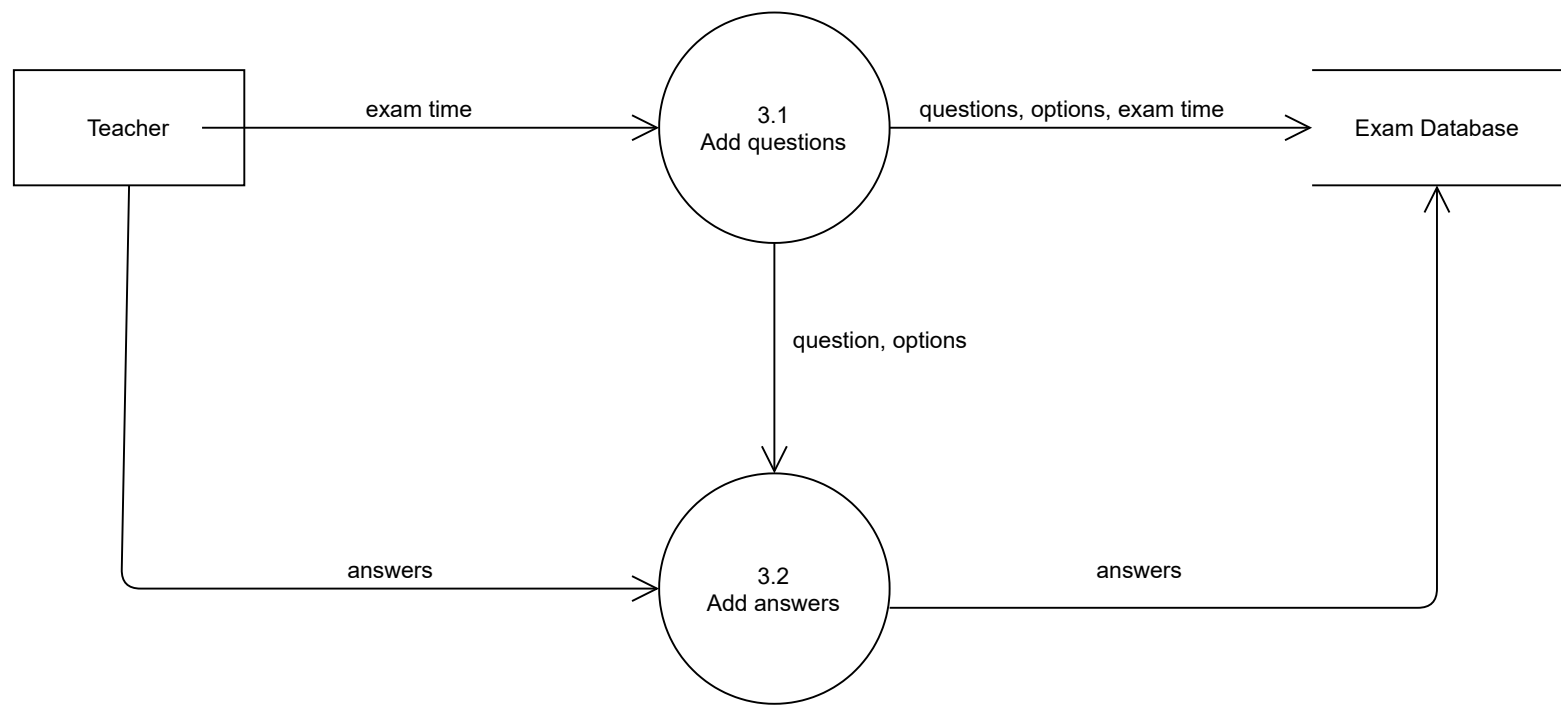 exam time
3.1
Add questions
questions, options, exam time
Teacher
Exam Database
question, options
answers
3.2
Add answers
answers